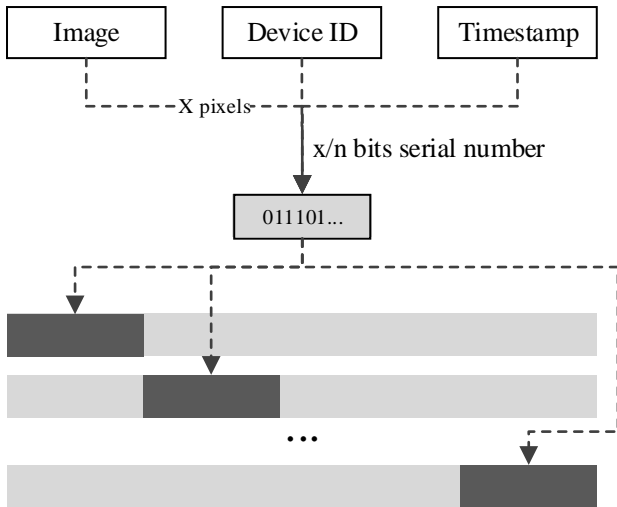 Image
Device ID
Timestamp
X pixels
x/n bits serial number
011101...
...